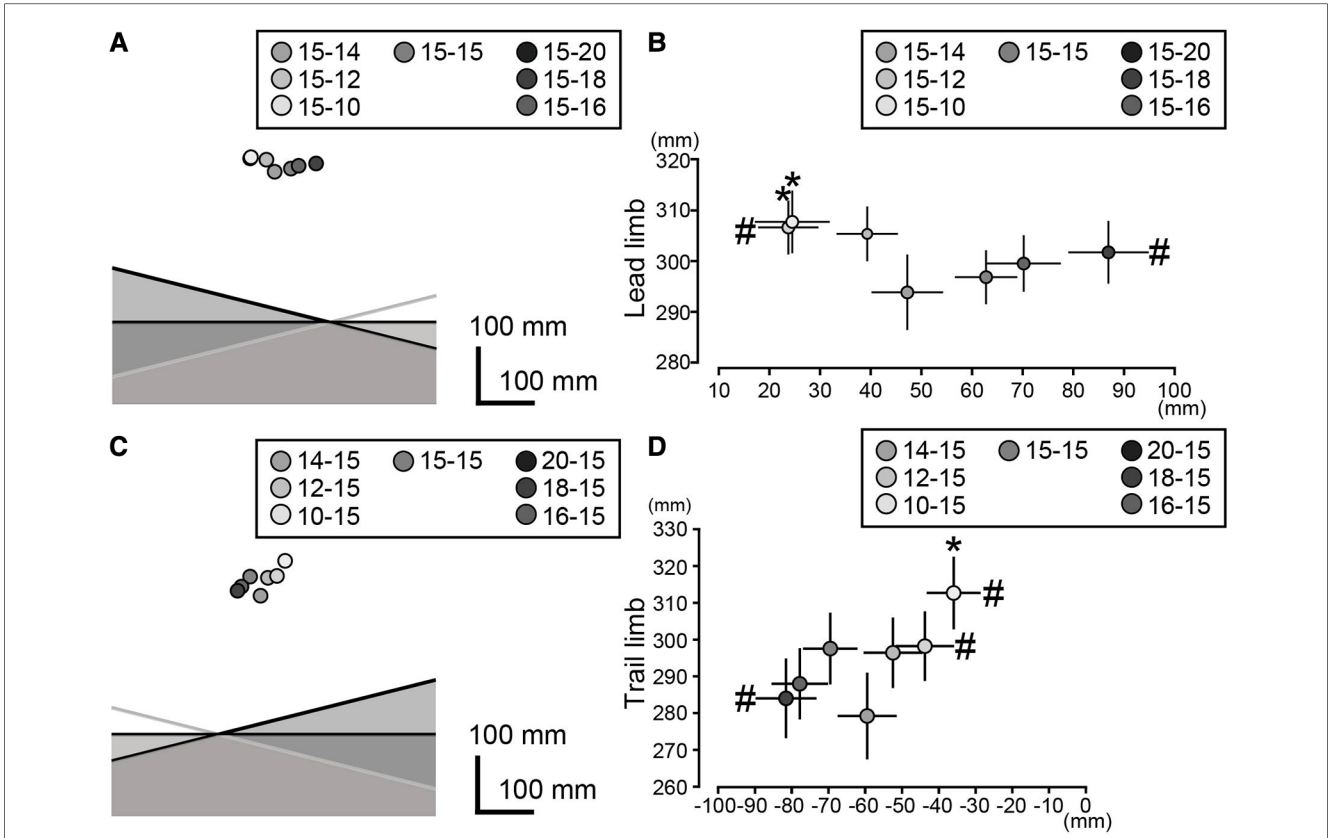 A
15-14 15-15 15-20
15-12 15-18
15-10 15-16
100 mm
100 mm
B
15-14 15-15 15-20
15-12 15-18
15-10 15-16
(mm)
320
310
300
290
280
Lead limb
* *
# #
10 20 30 40 50 60 70 80 90 100
(mm)
C
14-15 15-15 20-15
12-15 18-15
10-15 16-15
100 mm
100 mm
D
14-15 15-15 20-15
12-15 18-15
10-15 16-15
(mm)
330
320
310
300
290
280
270
260
Trail limb
*
#
#
#
-100-90 -80 -70 -60 -50 -40 -30 -20 -10 0
(mm)